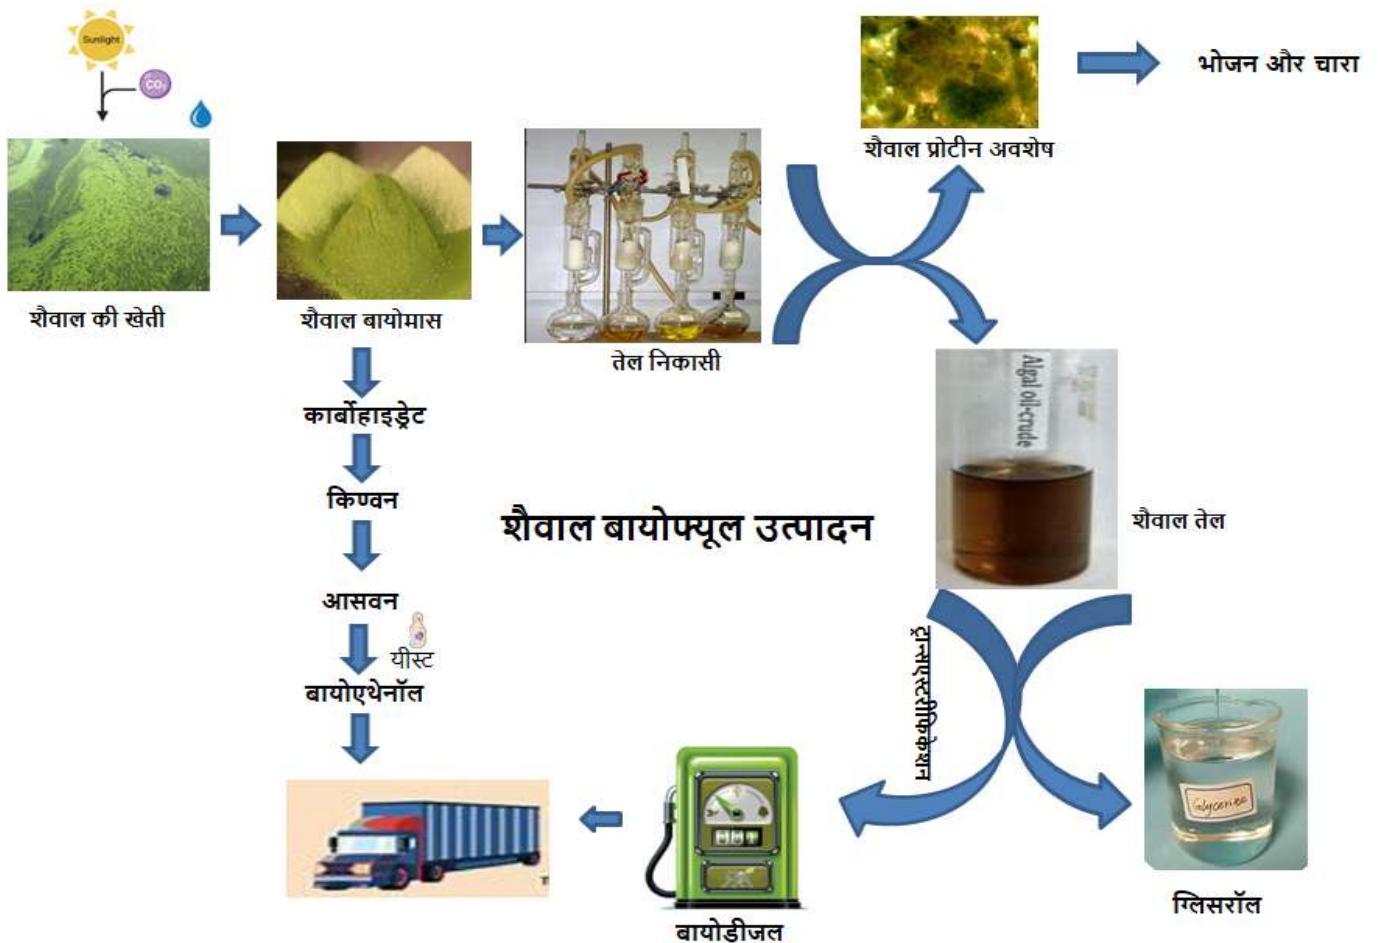 Sunlight
CO₂
शैवाल प्रोटीन अवशेष
भोजन और चारा
शैवाल की खेती
शैवाल बायोमास
तेल निकासी
कार्बोहाइड्रेट
किण्वन
आसवन
यीस्ट
बायोएथेनॉल
शैवाल बायोफ्यूल उत्पादन
Algal oil-crude
शैवाल तेल
ट्रान्सएस्टरीफिकेशन
Glycerine
ग्लिसरॉल
बायोडीजल